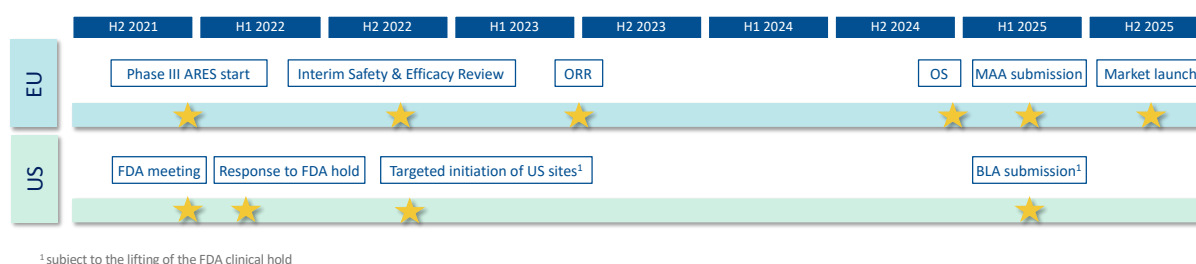 H2 2021 H1 2022 H2 2022 H1 2023 H2 2023 H1 2024 H2 2024 H1 2025 H2 2025
EU
Phase III ARES start Interim Safety & Efficacy Review ORR OS MAA submission Market launch
US
FDA meeting Response to FDA hold Targeted initiation of US sites¹ BLA submission¹
¹ subject to the lifting of the FDA clinical hold